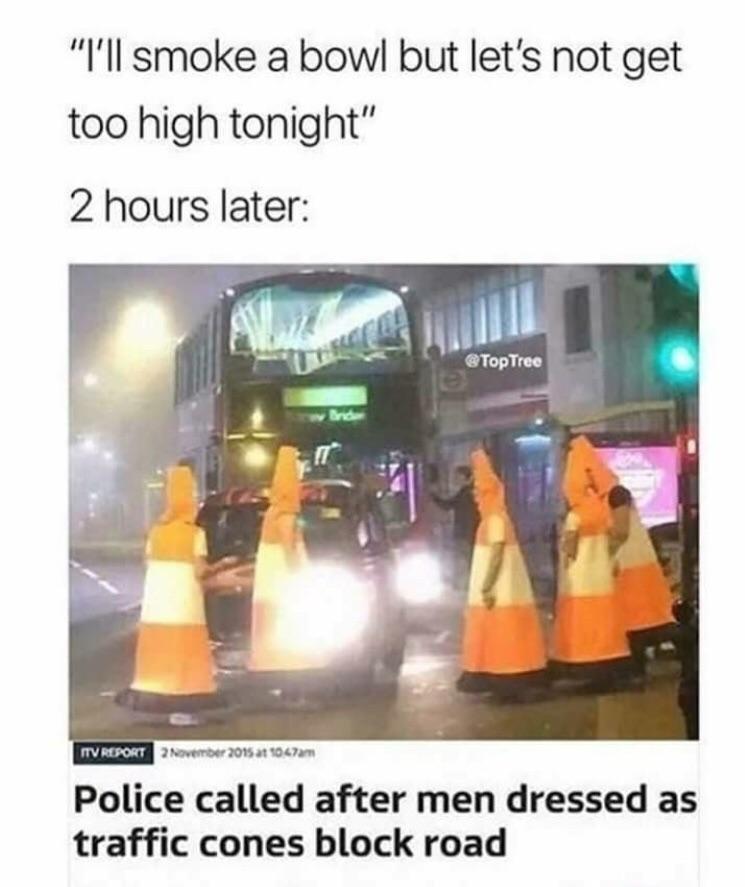 "I'll smoke a bowl but let's not get
too high tonight"
2 hours later:
@TopTree
ITV REPORT 2 November 2015 at 10:47am
Police called after men dressed as
traffic cones block road